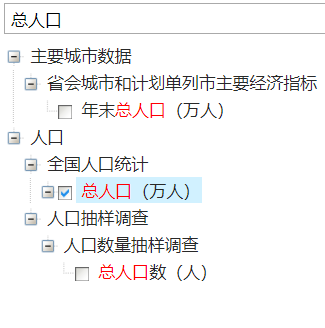 总人口
主要城市数据
省会城市和计划单列市主要经济指标
年末总人口（万人）
人口
全国人口统计
总人口（万人）
人口抽样调查
人口数量抽样调查
总人口数（人）